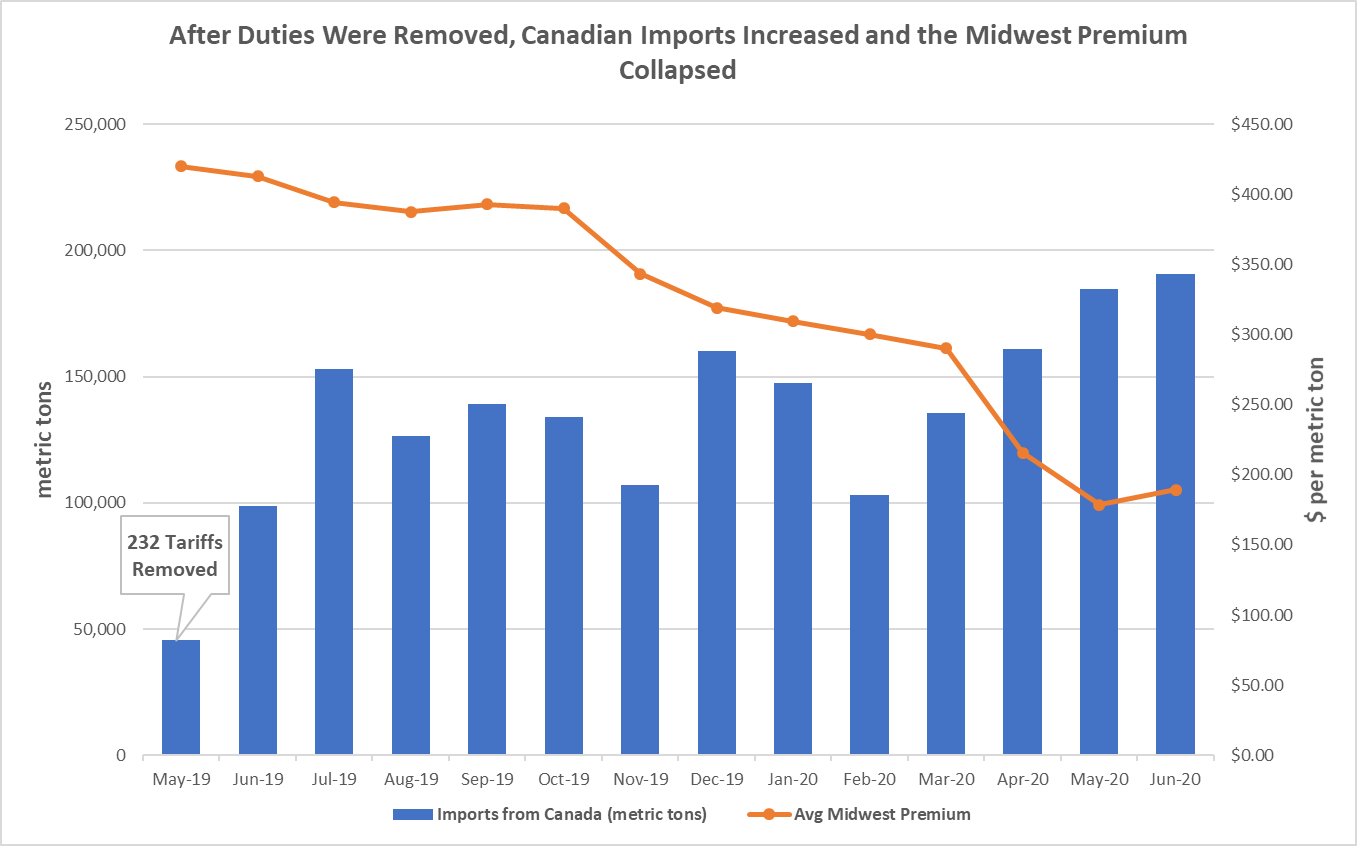 After Duties Were Removed, Canadian Imports Increased and the Midwest Premium
Collapsed
250,000
200,000
150,000
100,000
50,000
0
metric tons
$450.00
$400.00
$350.00
$300.00
$250.00
$200.00
$150.00
$100.00
$50.00
$0.00
$ per metric ton
232 Tariffs
Removed
May-19 Jun-19 Jul-19 Aug-19 Sep-19 Oct-19 Nov-19 Dec-19 Jan-20 Feb-20 Mar-20 Apr-20 May-20 Jun-20
Imports from Canada (metric tons) Avg Midwest Premium